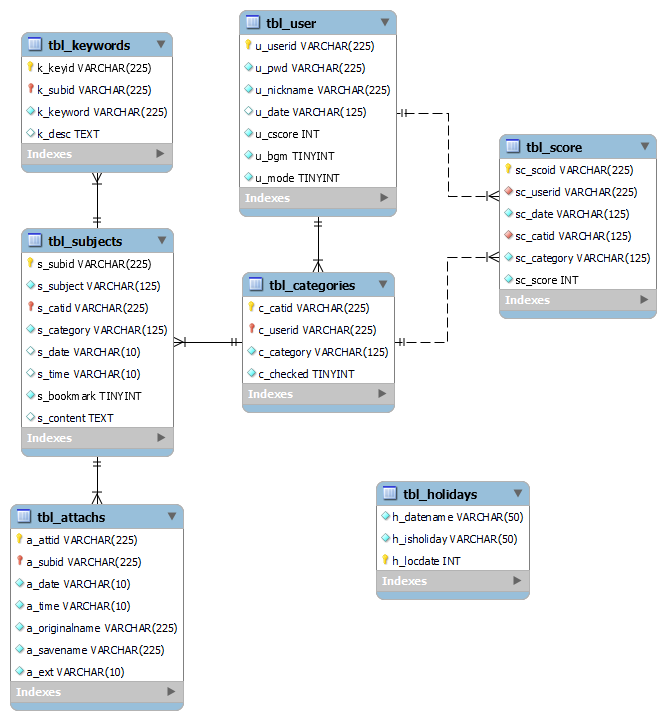 tbl_keywords
k_keyid VARCHAR(225)
k_subid VARCHAR(225)
k_keyword VARCHAR(225)
k_desc TEXT
Indexes
tbl_user
u_userid VARCHAR(225)
u_pwd VARCHAR(225)
u_nickname VARCHAR(225)
u_date VARCHAR(125)
u_cscore INT
u_bgm TINYINT
u_mode TINYINT
Indexes
tbl_score
sc_scoid VARCHAR(225)
sc_userid VARCHAR(225)
sc_date VARCHAR(125)
sc_catid VARCHAR(225)
sc_category VARCHAR(125)
sc_score INT
Indexes
tbl_subjects
s_subid VARCHAR(225)
s_subject VARCHAR(125)
s_catid VARCHAR(225)
s_category VARCHAR(125)
s_date VARCHAR(10)
s_time VARCHAR(10)
s_bookmark TINYINT
s_content TEXT
Indexes
tbl_categories
c_catid VARCHAR(225)
c_userid VARCHAR(225)
c_category VARCHAR(125)
c_checked TINYINT
Indexes
tbl_attachs
a_attid VARCHAR(225)
a_subid VARCHAR(225)
a_date VARCHAR(10)
a_time VARCHAR(10)
a_originalname VARCHAR(225)
a_savename VARCHAR(225)
a_ext VARCHAR(10)
Indexes
tbl_holidays
h_datename VARCHAR(50)
h_isholiday VARCHAR(50)
h_locdate INT
Indexes